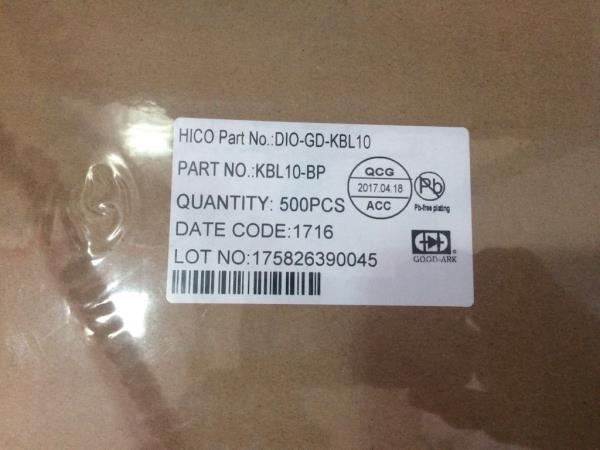 HICO Part No.:DIO-GD-KBL10
PART NO.:KBL10-BP
QUANTITY: 500PCS
DATE CODE:1716
LOT NO:175826390045
QCG
2017.04.18
ACC
Pb
Pb-free plating
GOOD-ARK